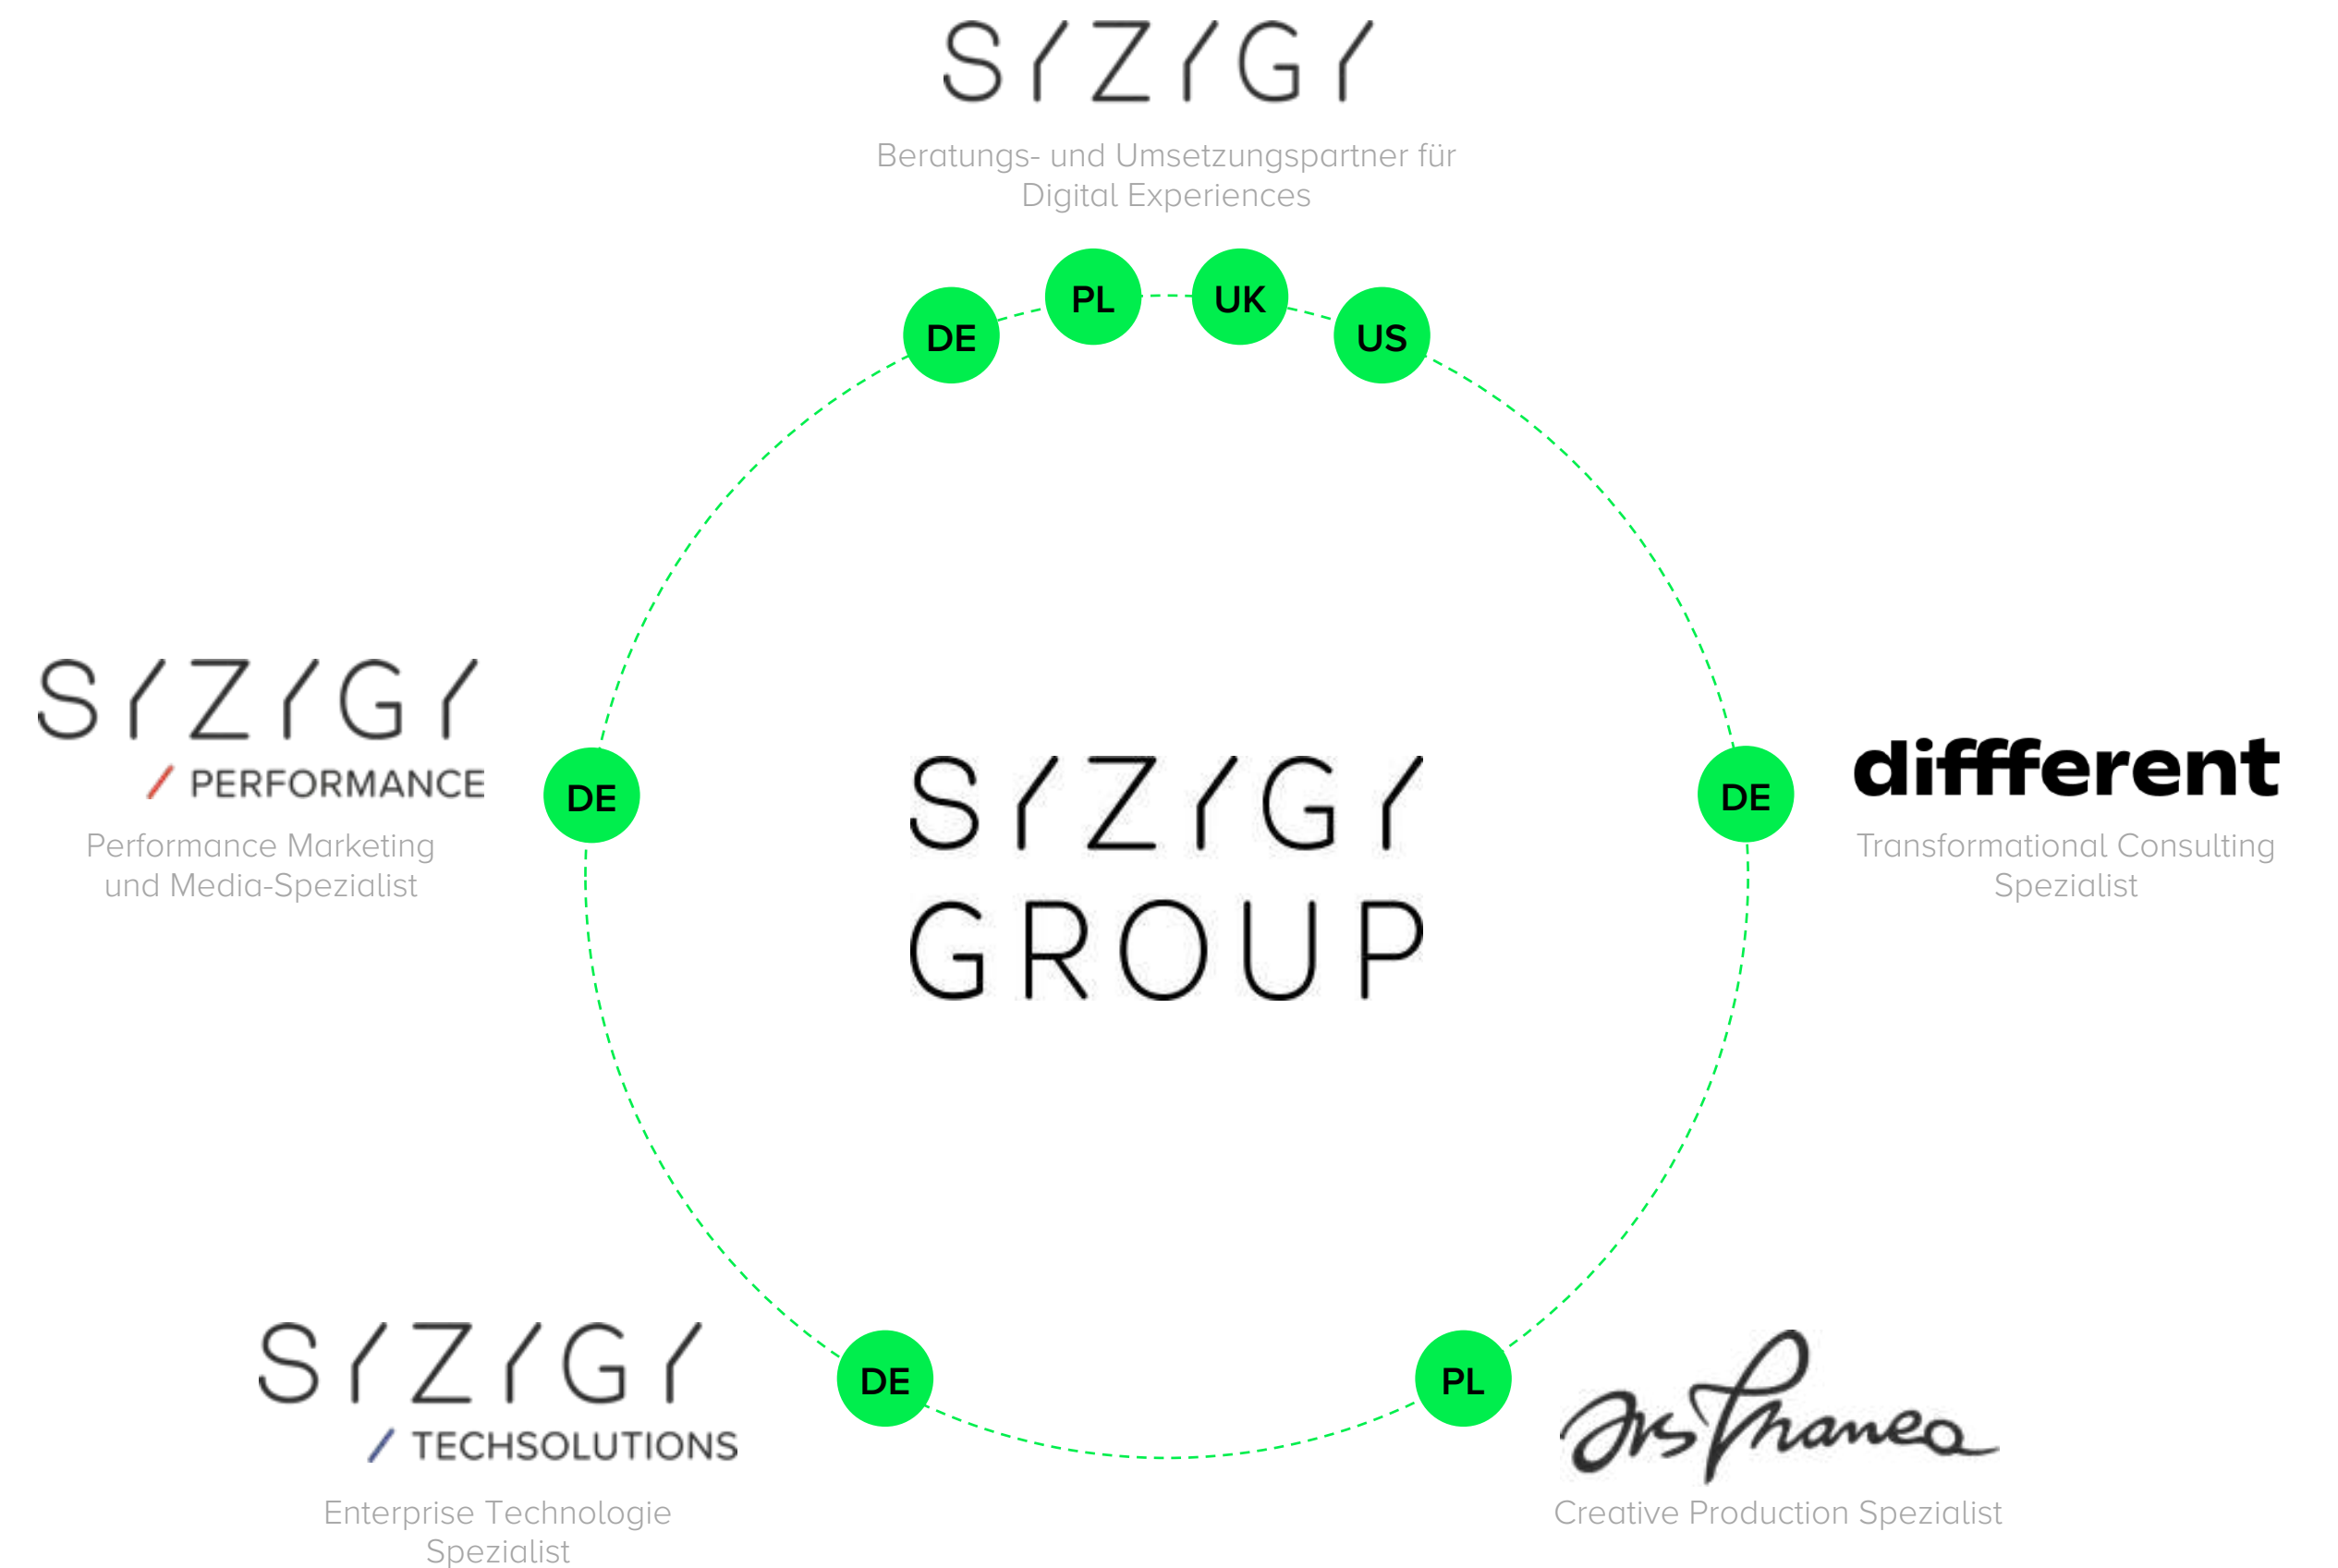 SYZYGY
Beratungs- und Umsetzungspartner für
Digital Experiences
DE
PL
UK
US
SYZYGY
PERFORMANCE
Performance Marketing
und Media-Spezialist
DE
SYZYGY
GROUP
DE
diffferent
Transformational Consulting
Spezialist
SYZYGY
TECHSOLUTIONS
Enterprise Technologie
Spezialist
DE
PL
Ars Thanea
Creative Production Spezialist